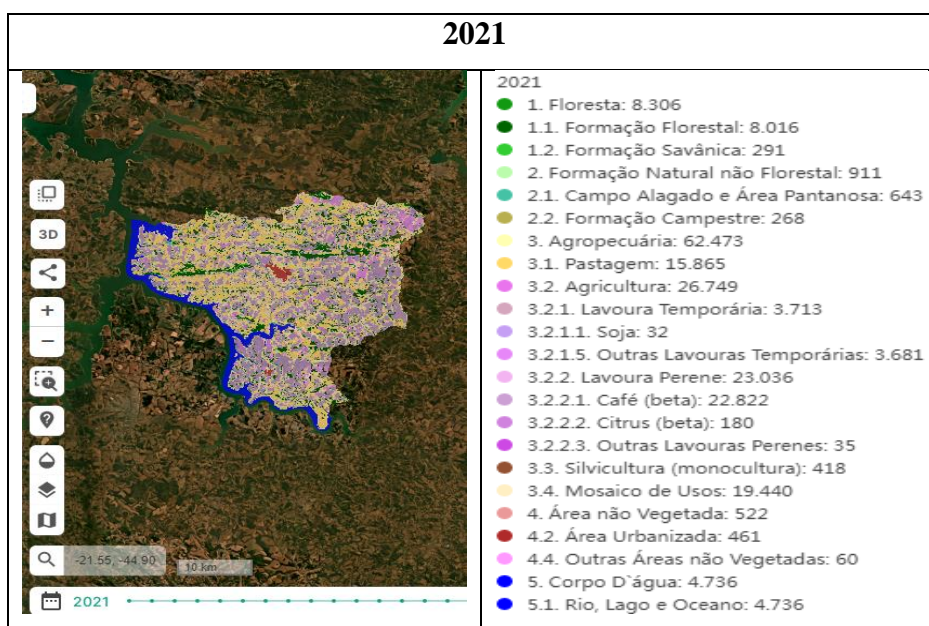 2021
3D
+
−
-21.55, -44.90
10 km
2021
2021
1. Floresta: 8.306
1.1. Formação Florestal: 8.016
1.2. Formação Savânica: 291
2. Formação Natural não Florestal: 911
2.1. Campo Alagado e Área Pantanosa: 643
2.2. Formação Campestre: 268
3. Agropecuária: 62.473
3.1. Pastagem: 15.865
3.2. Agricultura: 26.749
3.2.1. Lavoura Temporária: 3.713
3.2.1.1. Soja: 32
3.2.1.5. Outras Lavouras Temporárias: 3.681
3.2.2. Lavoura Perene: 23.036
3.2.2.1. Café (beta): 22.822
3.2.2.2. Citrus (beta): 180
3.2.2.3. Outras Lavouras Perenes: 35
3.3. Silvicultura (monocultura): 418
3.4. Mosaico de Usos: 19.440
4. Área não Vegetada: 522
4.2. Área Urbanizada: 461
4.4. Outras Áreas não Vegetadas: 60
5. Corpo D`água: 4.736
5.1. Rio, Lago e Oceano: 4.736